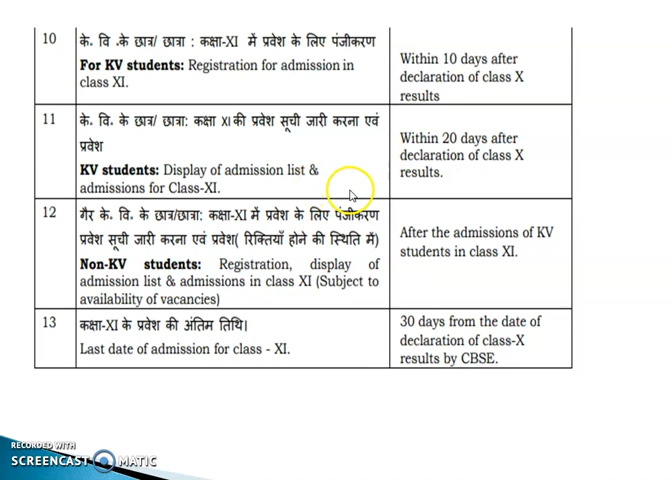 10
के. वि .के छात्र/ छात्रा : कक्षा-XI में प्रवेश के लिए पंजीकरण
For KV students: Registration for admission in
class XI.
Within 10 days after
declaration of class X
results
11
के. वि. के छात्र/ छात्रा: कक्षा XI की प्रवेश सूची जारी करना एवं
प्रवेश
KV students: Display of admission list &
admissions for Class-XI.
Within 20 days after
declaration of class X
results.
12
गैर के. वि. के छात्र/छात्रा: कक्षा-XI में प्रवेश के लिए पंजीकरण
प्रवेश सूची जारी करना एवं प्रवेश( रिक्तियाँ होने की स्थिति में)
Non-KV students: Registration, display of
admission list & admissions in class XI (Subject to
availability of vacancies)
After the admissions of KV
students in class XI.
13
कक्षा-XI के प्रवेश की अंतिम तिथि।
Last date of admission for class - XI.
30 days from the date of
declaration of class-X
results by CBSE.
RECORDED WITH
SCREENCAST MATIC